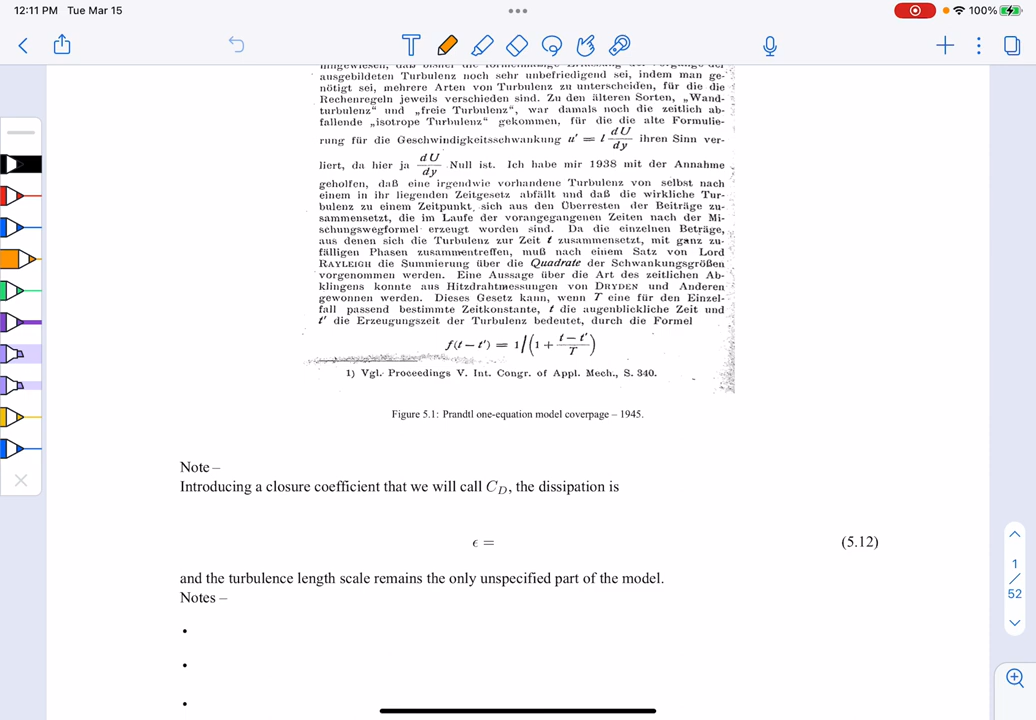 12:11 PM Tue Mar 15
100%
ausgebildeten Turbulenz noch sehr unbefriedigend sei, indem man ge-
nötigt sei, mehrere Arten von Turbulenz zu unterscheiden, für die die
Rechenregeln jeweils verschieden sind. Zu den älteren Sorten, „Wand-
turbulenz“ und „freie Turbulenz“, war damals noch die zeitlich ab-
fallende „isotrope Turbulenz“ gekommen, für die die alte Formulie-
rung für die Geschwindigkeitsschwankung u' = l dU/dy ihren Sinn ver-
liert, da hier ja dU/dy Null ist. Ich habe mir 1938 mit der Annahme
geholfen, daß eine irgendwie vorhandene Turbulenz von selbst nach
einem in ihr liegenden Zeitgesetz abfällt und daß die wirkliche Tur-
bulenz zu einem Zeitpunkt sich aus den Überresten der Beiträge zu-
sammensetzt, die im Laufe der vorangegangenen Zeiten nach der Mi-
schungswegformel erzeugt worden sind. Da die einzelnen Beträge,
aus denen sich die Turbulenz zur Zeit t zusammensetzt, mit ganz zu-
fälligen Phasen zusammentreffen, muß nach einem Satz von Lord
RAYLEIGH die Summierung über die Quadrate der Schwankungsgrößen
vorgenommen werden. Eine Aussage über die Art des zeitlichen Ab-
klingens konnte aus Hitzdrahtmessungen von DRYDEN und Anderen
gewonnen werden. Dieses Gesetz kann, wenn T eine für den Einzel-
fall passend bestimmte Zeitkonstante, t die augenblickliche Zeit und
t' die Erzeugungszeit der Turbulenz bedeutet, durch die Formel
f(t − t') = 1/(1 + (t − t')/T)
1) Vgl. Proceedings V. Int. Congr. of Appl. Mech., S. 340.
Figure 5.1: Prandtl one-equation model coverpage – 1945.
Note –
Introducing a closure coefficient that we will call C_D, the dissipation is
ϵ = (5.12)
and the turbulence length scale remains the only unspecified part of the model.
Notes –
•
•
•
1
/
52